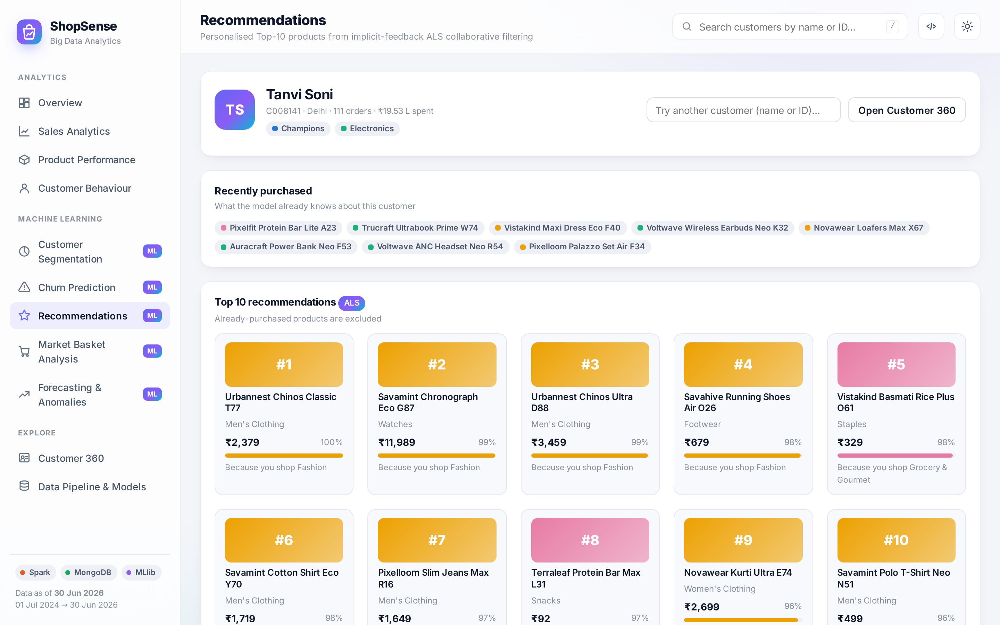 ShopSense
Big Data Analytics
ANALYTICS
Overview
Sales Analytics
Product Performance
Customer Behaviour
MACHINE LEARNING
Customer
Segmentation
ML
Churn Prediction
ML
Recommendations
ML
Market Basket
Analysis
ML
Forecasting &
Anomalies
ML
EXPLORE
Customer 360
Data Pipeline & Models
Spark MongoDB MLlib
Data as of 30 Jun 2026
01 Jul 2024 → 30 Jun 2026
Recommendations
Personalised Top-10 products from implicit-feedback ALS collaborative filtering
Search customers by name or ID... /
TS
Tanvi Soni
C008141 · Delhi · 111 orders · ₹19.53 L spent
Champions Electronics
Try another customer (name or ID)...
Open Customer 360
Recently purchased
What the model already knows about this customer
Pixelfit Protein Bar Lite A23 Trucraft Ultrabook Prime W74 Vistakind Maxi Dress Eco F40 Voltwave Wireless Earbuds Neo K32 Novawear Loafers Max X67
Auracraft Power Bank Neo F53 Voltwave ANC Headset Neo R54 Pixelloom Palazzo Set Air F34
Top 10 recommendations ALS
Already-purchased products are excluded
#1
Urbannest Chinos Classic
T77
Men's Clothing
₹2,379 100%
Because you shop Fashion
#2
Savamint Chronograph
Eco G87
Watches
₹11,989 99%
Because you shop Fashion
#3
Urbannest Chinos Ultra
D88
Men's Clothing
₹3,459 99%
Because you shop Fashion
#4
Savahive Running Shoes
Air O26
Footwear
₹679 98%
Because you shop Fashion
#5
Vistakind Basmati Rice Plus
O61
Staples
₹329 98%
Because you shop Grocery &
Gourmet
#6
Savamint Cotton Shirt Eco
Y70
Men's Clothing
₹1,719 98%
#7
Pixelloom Slim Jeans Max
R16
Men's Clothing
₹1,649 97%
#8
Terraleaf Protein Bar Max
L31
Snacks
₹92 97%
#9
Novawear Kurti Ultra E74
Women's Clothing
₹2,699 96%
#10
Savamint Polo T-Shirt Neo
N51
Men's Clothing
₹499 96%